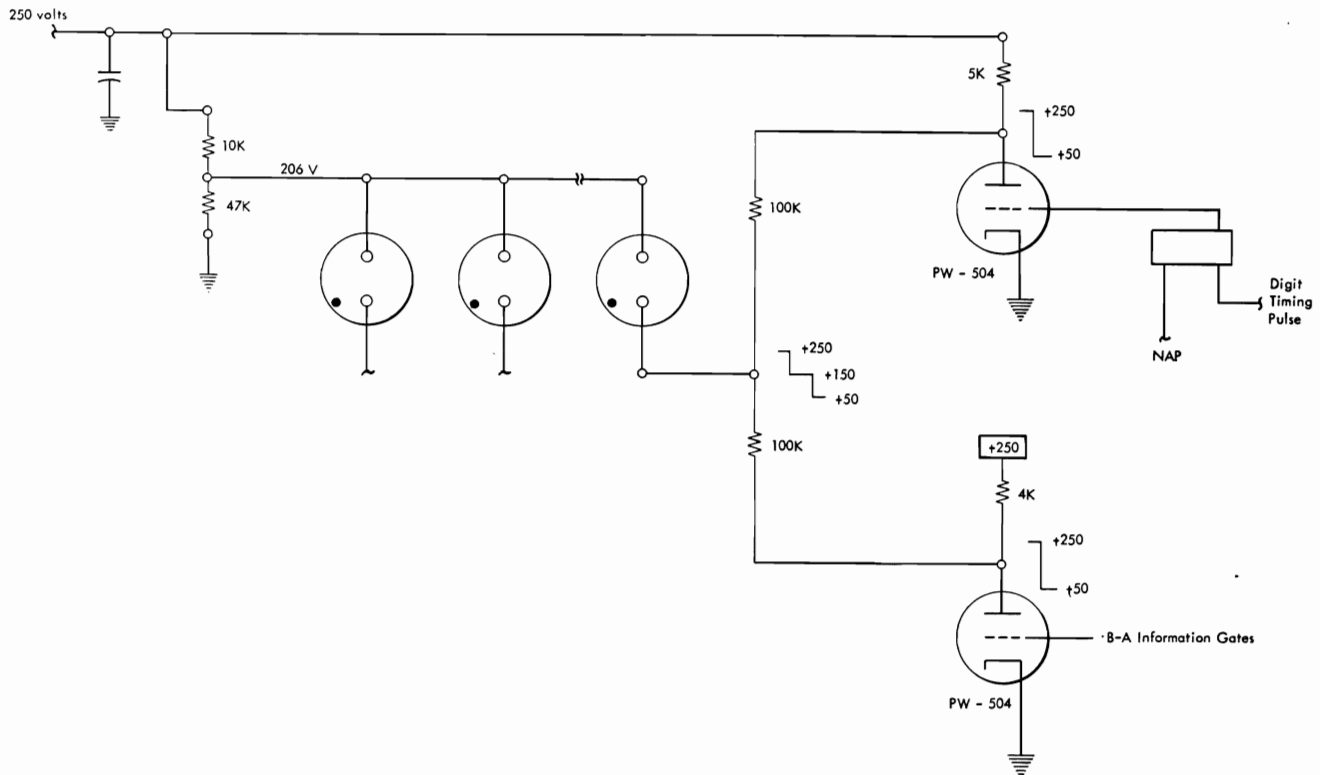 250 volts
5K
+250
+50
10K
206 V
47K
100K
PW - 504
Digit
Timing
Pulse
NAP
+250
+150
+50
100K
+250
4K
+250
+50
B-A Information Gates
PW - 504